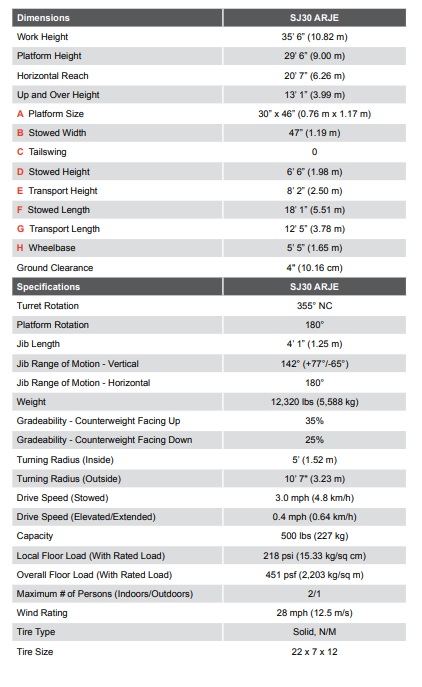 Dimensions SJ30 ARJE
Work Height 35' 6" (10.82 m)
Platform Height 29' 6" (9.00 m)
Horizontal Reach 20' 7" (6.26 m)
Up and Over Height 13' 1" (3.99 m)
A Platform Size 30" x 46" (0.76 m x 1.17 m)
B Stowed Width 47" (1.19 m)
C Tailswing 0
D Stowed Height 6' 6" (1.98 m)
E Transport Height 8' 2" (2.50 m)
F Stowed Length 18' 1" (5.51 m)
G Transport Length 12' 5" (3.78 m)
H Wheelbase 5' 5" (1.65 m)
Ground Clearance 4" (10.16 cm)
Specifications SJ30 ARJE
Turret Rotation 355° NC
Platform Rotation 180°
Jib Length 4' 1" (1.25 m)
Jib Range of Motion - Vertical 142° (+77°/-65°)
Jib Range of Motion - Horizontal 180°
Weight 12,320 lbs (5,588 kg)
Gradeability - Counterweight Facing Up 35%
Gradeability - Counterweight Facing Down 25%
Turning Radius (Inside) 5' (1.52 m)
Turning Radius (Outside) 10' 7" (3.23 m)
Drive Speed (Stowed) 3.0 mph (4.8 km/h)
Drive Speed (Elevated/Extended) 0.4 mph (0.64 km/h)
Capacity 500 lbs (227 kg)
Local Floor Load (With Rated Load) 218 psi (15.33 kg/sq cm)
Overall Floor Load (With Rated Load) 451 psf (2,203 kg/sq m)
Maximum # of Persons (Indoors/Outdoors) 2/1
Wind Rating 28 mph (12.5 m/s)
Tire Type Solid, N/M
Tire Size 22 x 7 x 12